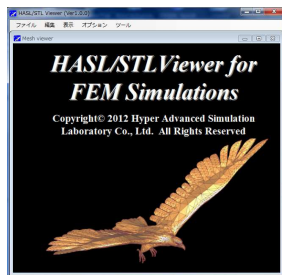 HASL/STL Viewer (Ver1.0.0)
ファイル 編集 表示 オプション ツール
Mesh viewer
HASL/STLViewer for
FEM Simulations
Copyright© 2012 Hyper Advanced Simulation
Laboratory Co., Ltd. All Rights Reserved